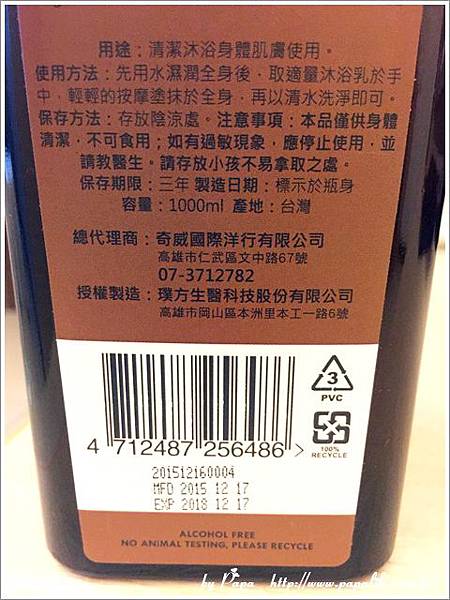 用途：清潔沐浴身體肌膚使用。
使用方法：先用水濕潤全身後，取適量沐浴乳於手
中，輕輕的按摩塗抹於全身，再以清水洗淨即可。
保存方法：存放陰涼處。注意事項：本品僅供身體
清潔，不可食用；如有過敏現象，應停止使用，並
請教醫生。請存放小孩不易拿取之處。
保存期限：三年 製造日期：標示於瓶身
容量：1000ml 產地：台灣
總代理商：奇威國際洋行有限公司
高雄市仁武區文中路67號
07-3712782
授權製造：璞方生醫科技股份有限公司
高雄市岡山區本洲里本工一路6號
3
PVC
100%
RECYCLE
4 712487 256486 >
201512160004
MFD 2015 12 17
EXP 2018 12 17
ALCOHOL FREE
NO ANIMAL TESTING, PLEASE RECYCLE
by Papa